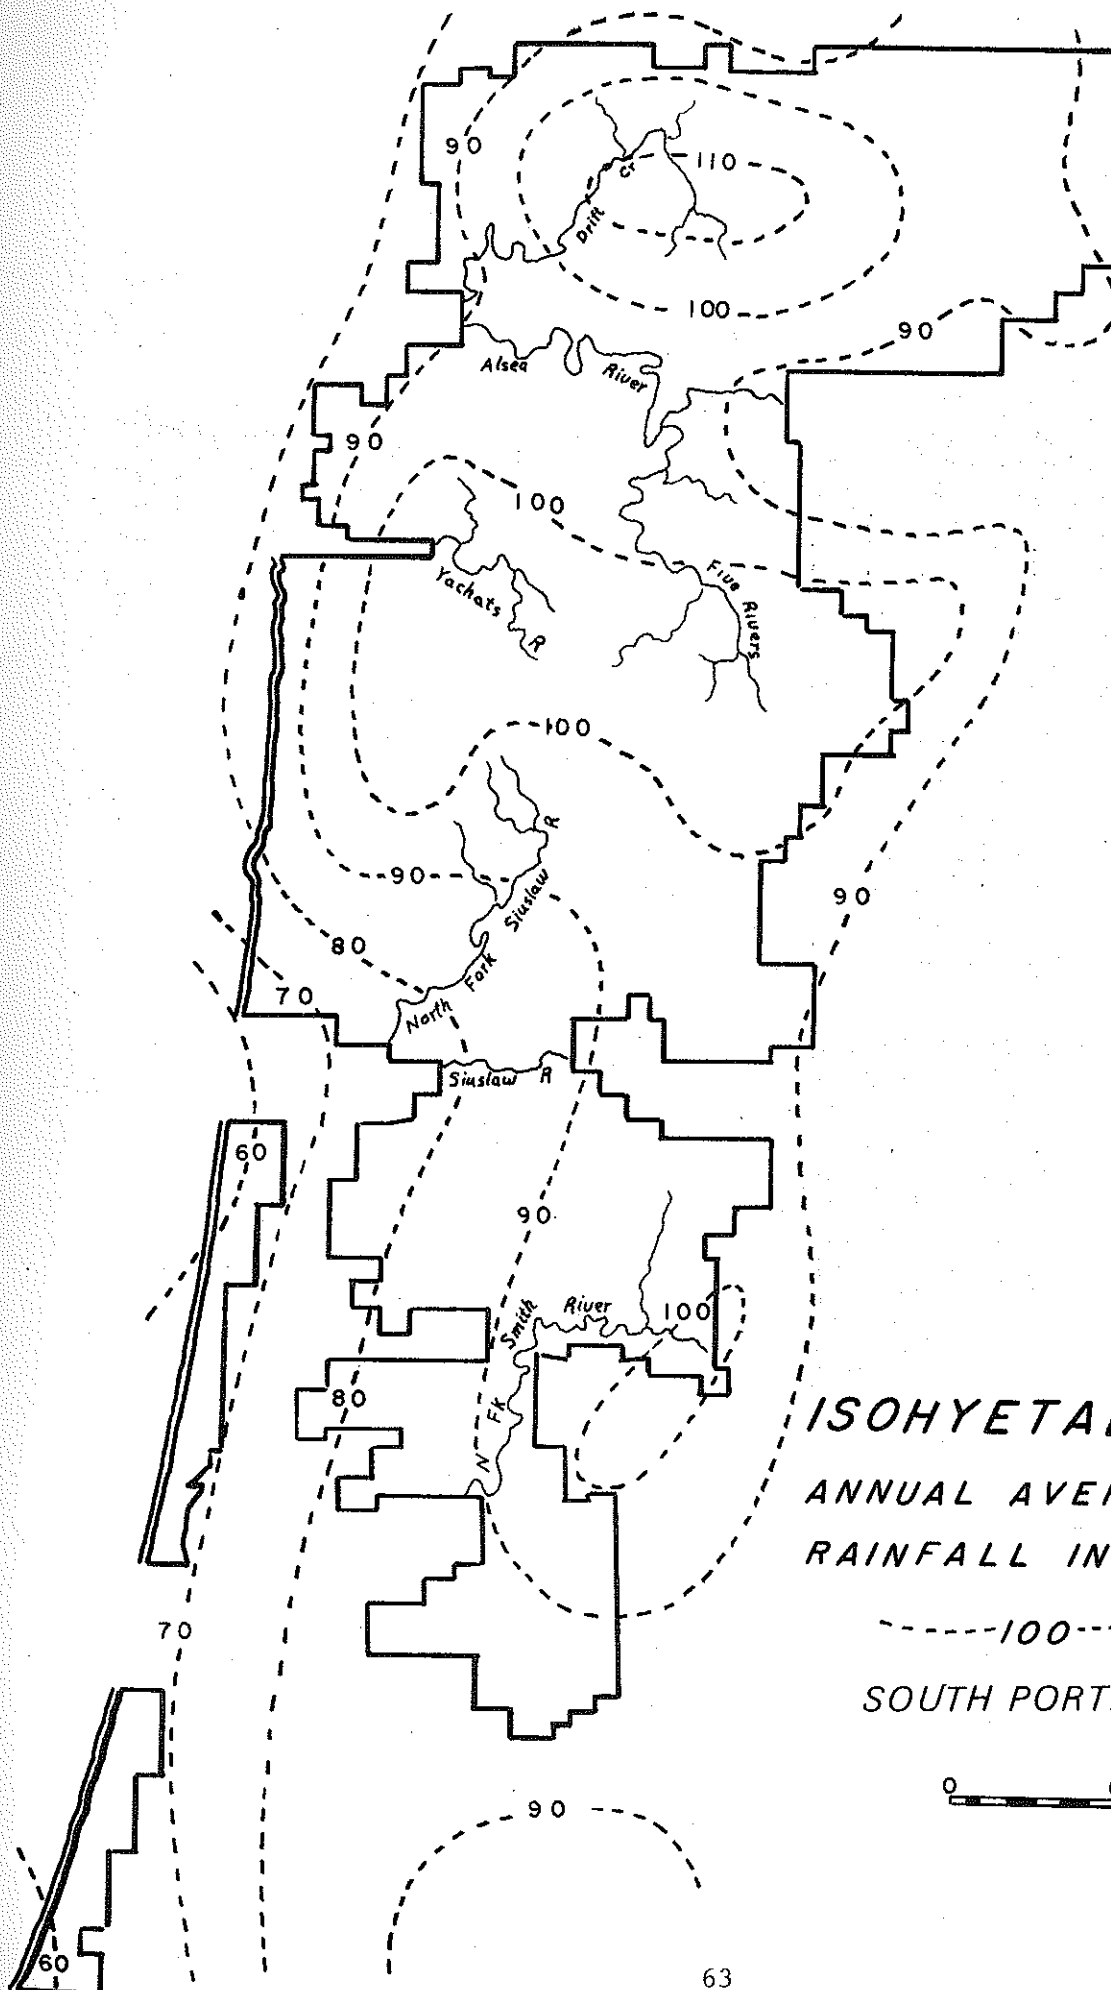 90
Cr
110
Drift
100
90
Alsea
River
90
100
Yachats
R
Five
Rivers
100
R
Siuslaw
90
90
Fork
80
North
70
Siuslaw R
60
90
Smith
River
100
80
Fk
N
ISOHYETA
ANNUAL AVE
RAINFALL IN
70
100
SOUTH PORT
0
90
60
63